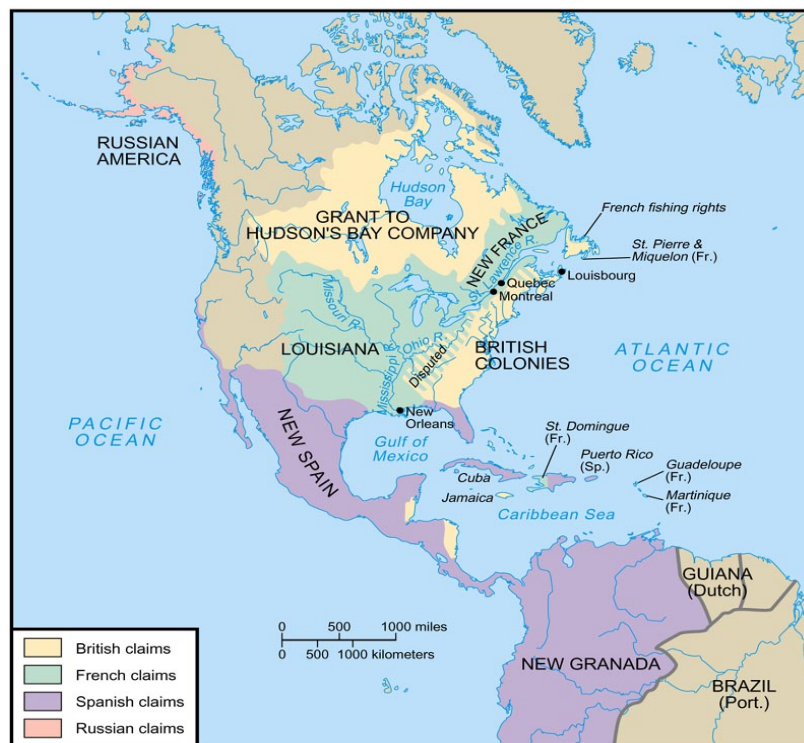 RUSSIAN
AMERICA
Hudson
Bay
GRANT TO
HUDSON'S BAY COMPANY
NEW FRANCE
French fishing rights
St. Pierre &
Miquelon (Fr.)
Louisbourg
St. Lawrence R.
Quebec
Montreal
Missouri R.
Ohio R.
LOUISIANA
Mississippi R.
Disputed
BRITISH
COLONIES
ATLANTIC
OCEAN
PACIFIC
OCEAN
NEW SPAIN
New
Orleans
Gulf of
Mexico
St. Domingue
(Fr.)
Puerto Rico
(Sp.)
Cuba
Jamaica
Guadeloupe
(Fr.)
Martinique
(Fr.)
Caribbean Sea
GUIANA
(Dutch)
NEW GRANADA
BRAZIL
(Port.)
British claims
French claims
Spanish claims
Russian claims
0 500 1000 miles
0 500 1000 kilometers